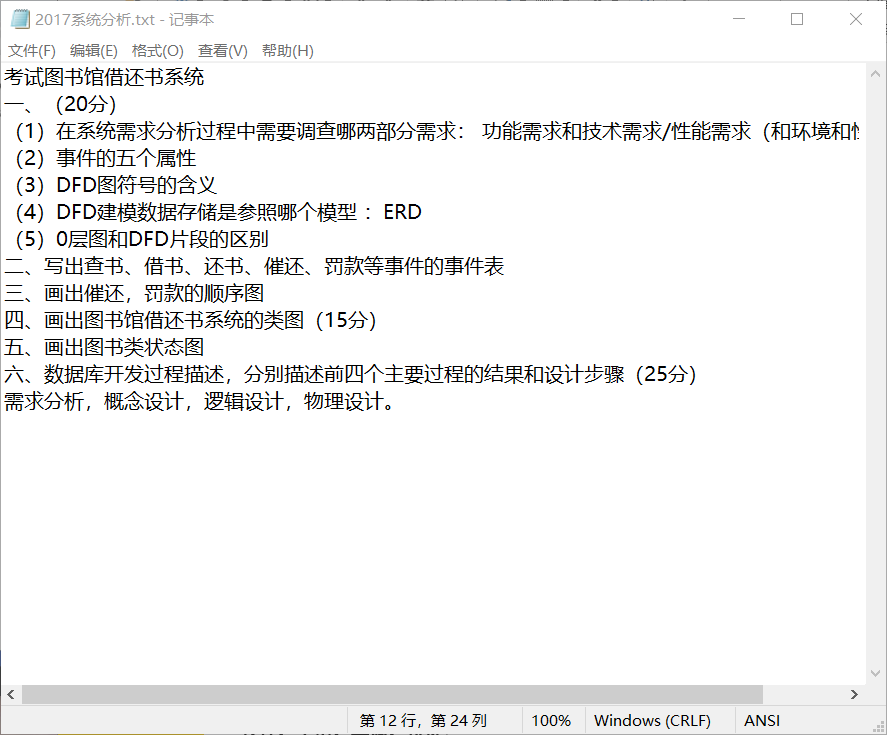 2017系统分析.txt - 记事本
文件(F) 编辑(E) 格式(O) 查看(V) 帮助(H)
考试图书馆借还书系统
一、（20分）
（1）在系统需求分析过程中需要调查哪两部分需求： 功能需求和技术需求/性能需求（和环境和
（2）事件的五个属性
（3）DFD图符号的含义
（4）DFD建模数据存储是参照哪个模型 ：ERD
（5）0层图和DFD片段的区别
二、写出查书、借书、还书、催还、罚款等事件的事件表
三、画出催还，罚款的顺序图
四、画出图书馆借还书系统的类图（15分）
五、画出图书类状态图
六、数据库开发过程描述，分别描述前四个主要过程的结果和设计步骤（25分）
需求分析，概念设计，逻辑设计，物理设计。
第 12 行，第 24 列 100% Windows (CRLF) ANSI